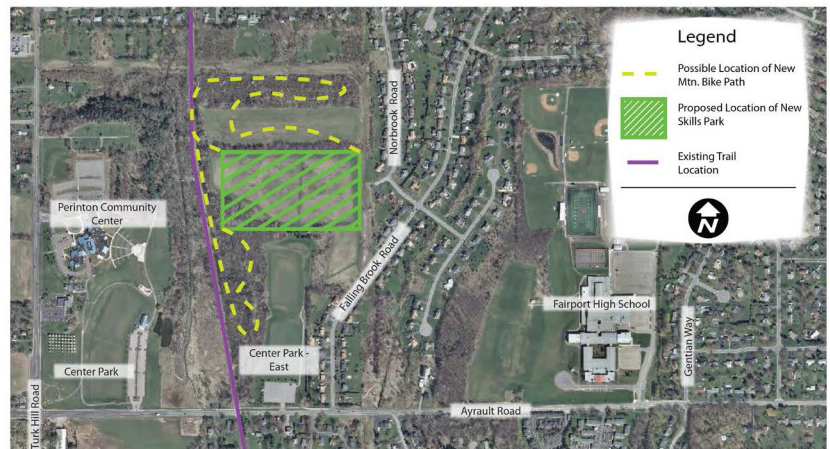 Legend
Possible Location of New
Mtn. Bike Path
Proposed Location of New
Skills Park
Existing Trail
Location
N
Norbrook Road
Perinton Community
Center
Falling Brook Road
Fairport High School
Gentian Way
Center Park -
East
Center Park
Turk Hill Road
Ayrault Road